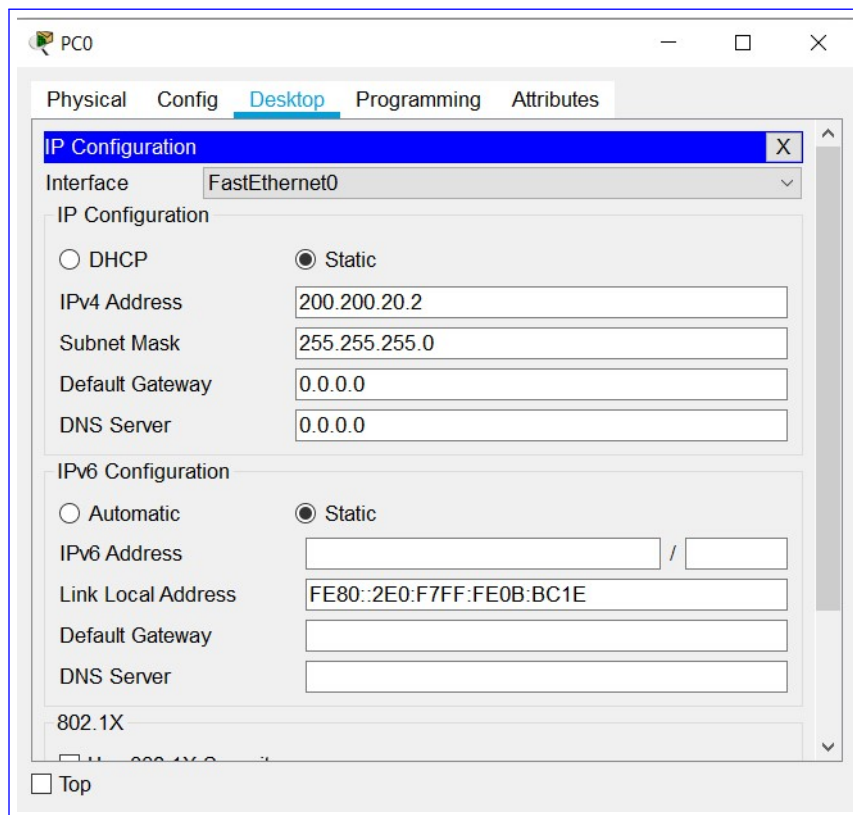 PC0
Physical Config Desktop Programming Attributes
IP Configuration X
Interface FastEthernet0
IP Configuration
DHCP Static
IPv4 Address 200.200.20.2
Subnet Mask 255.255.255.0
Default Gateway 0.0.0.0
DNS Server 0.0.0.0
IPv6 Configuration
Automatic Static
IPv6 Address /
Link Local Address FE80::2E0:F7FF:FE0B:BC1E
Default Gateway
DNS Server
802.1X
Top